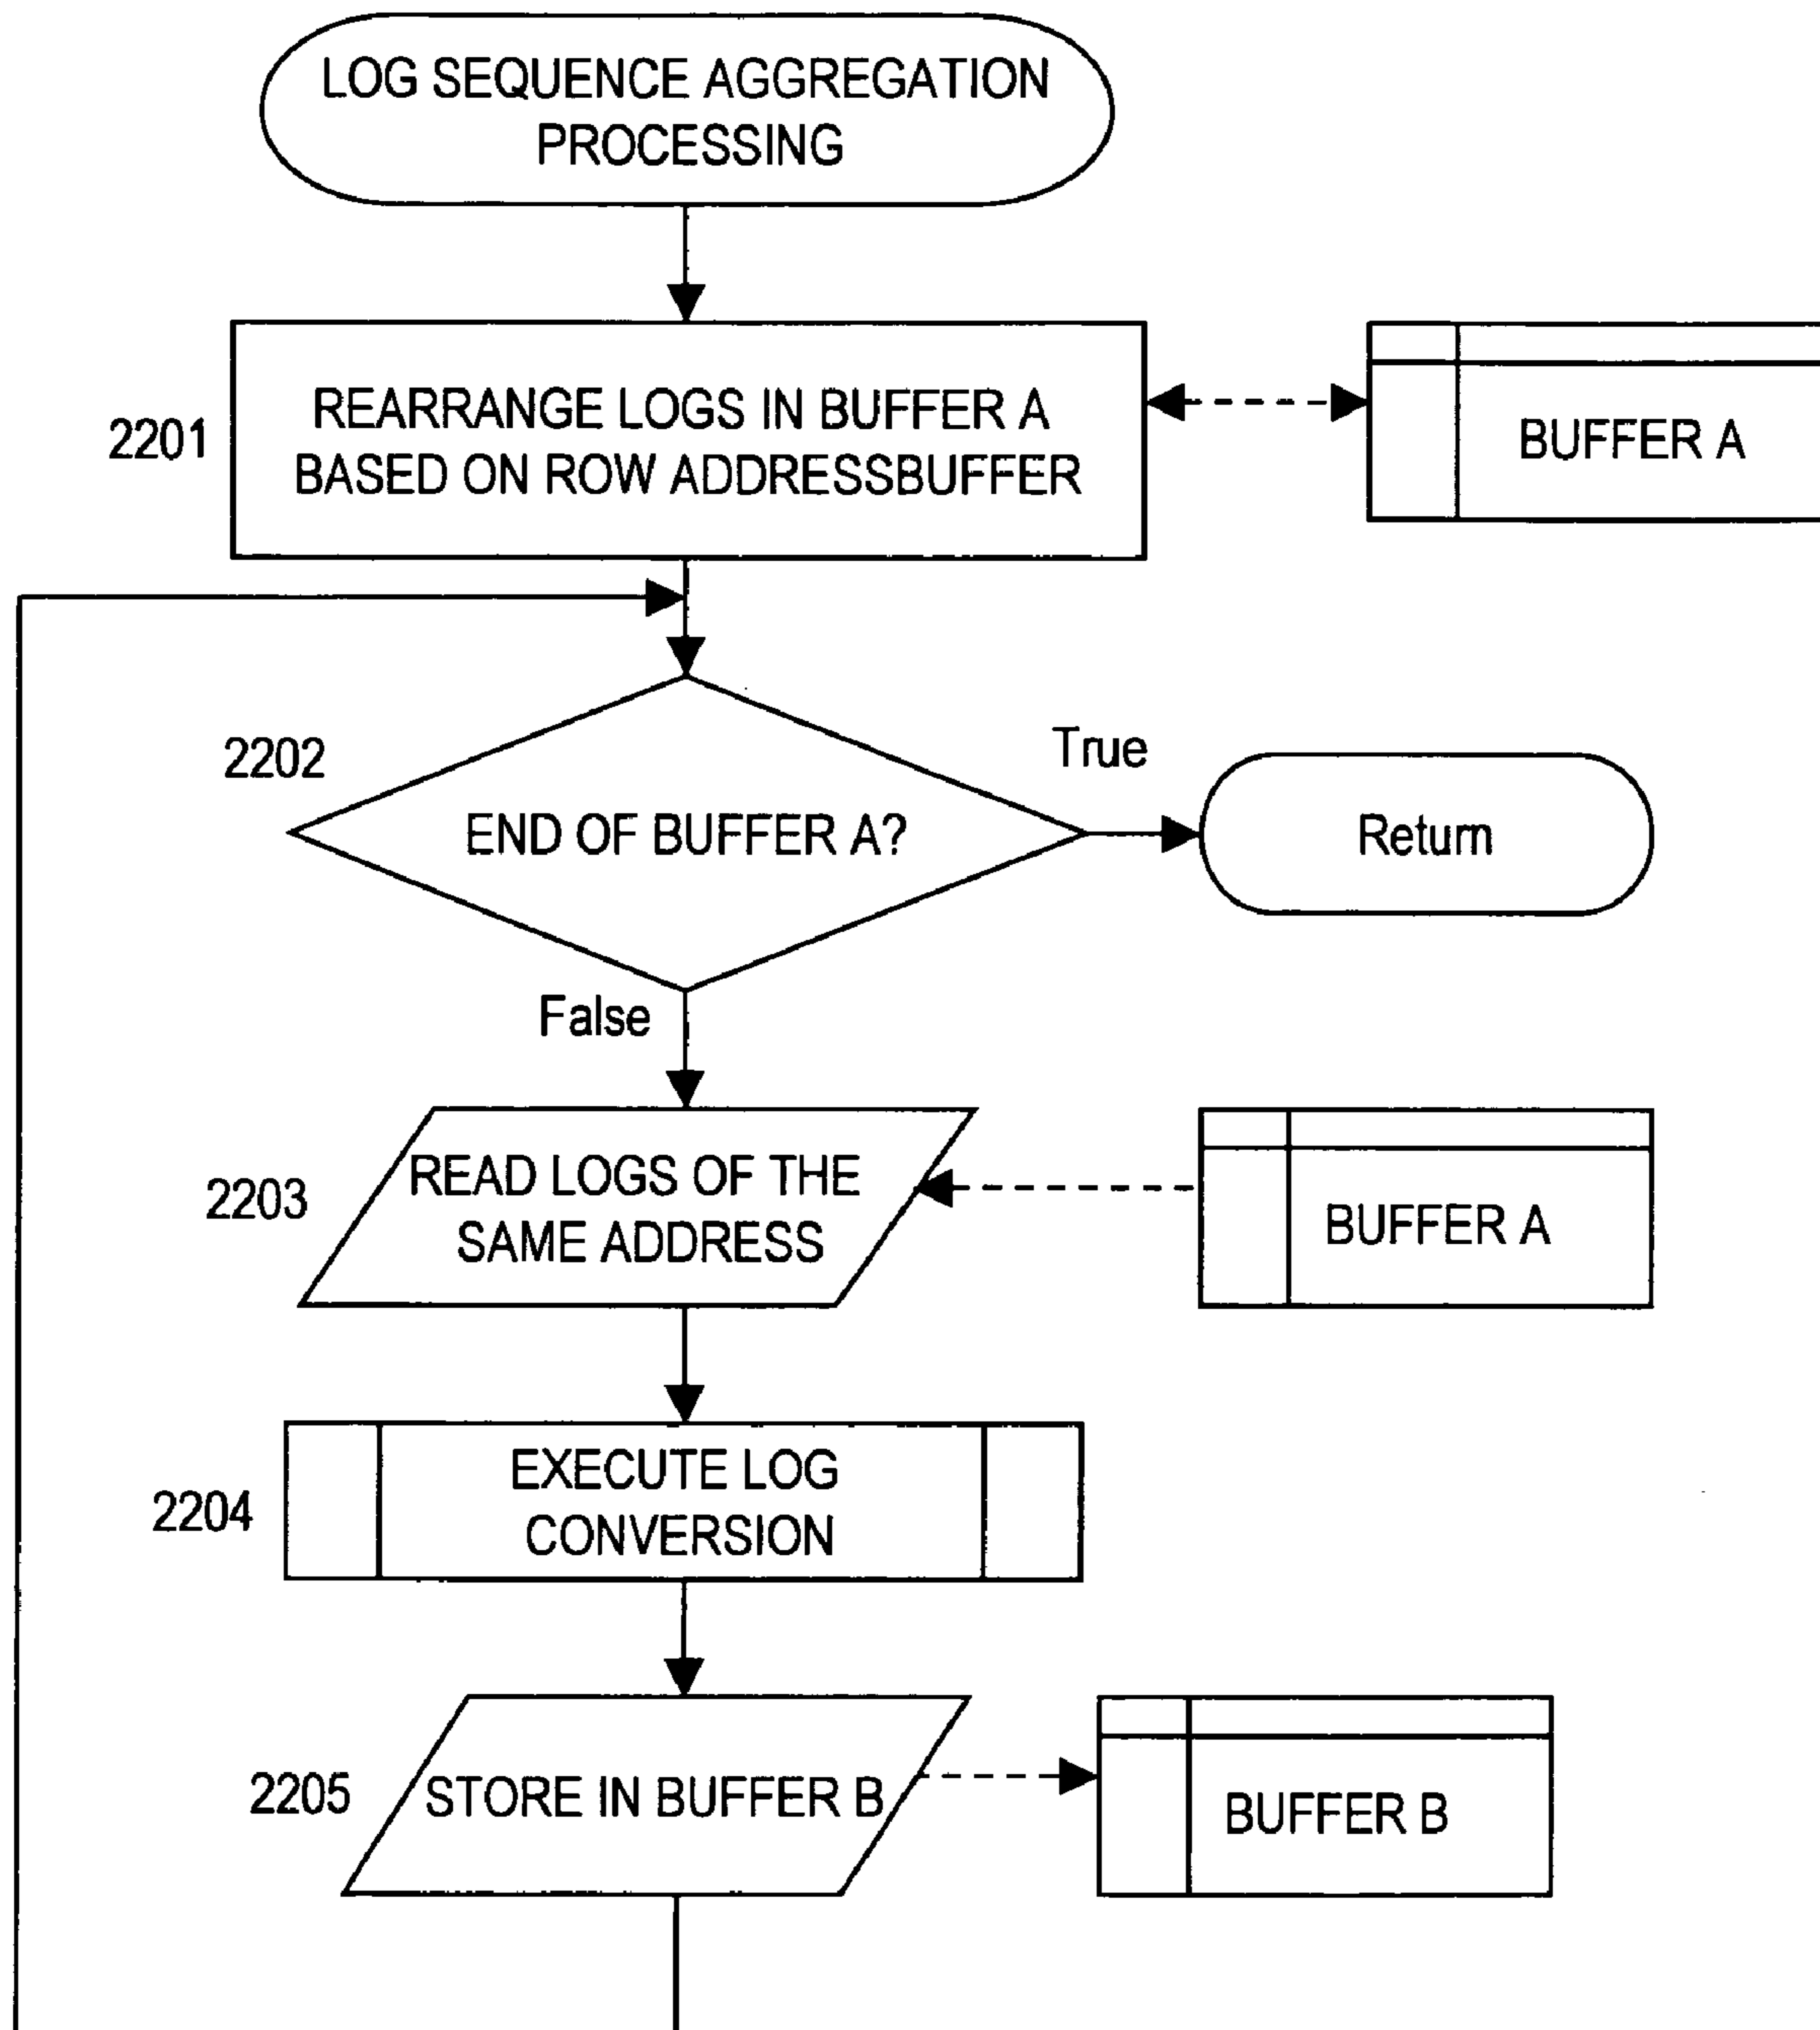 LOG SEQUENCE AGGREGATION
PROCESSING
2201
REARRANGE LOGS IN BUFFER A
BASED ON ROW ADDRESSBUFFER
BUFFER A
2202
END OF BUFFER A?
True
Return
False
2203
READ LOGS OF THE
SAME ADDRESS
BUFFER A
2204
EXECUTE LOG
CONVERSION
2205
STORE IN BUFFER B
BUFFER B